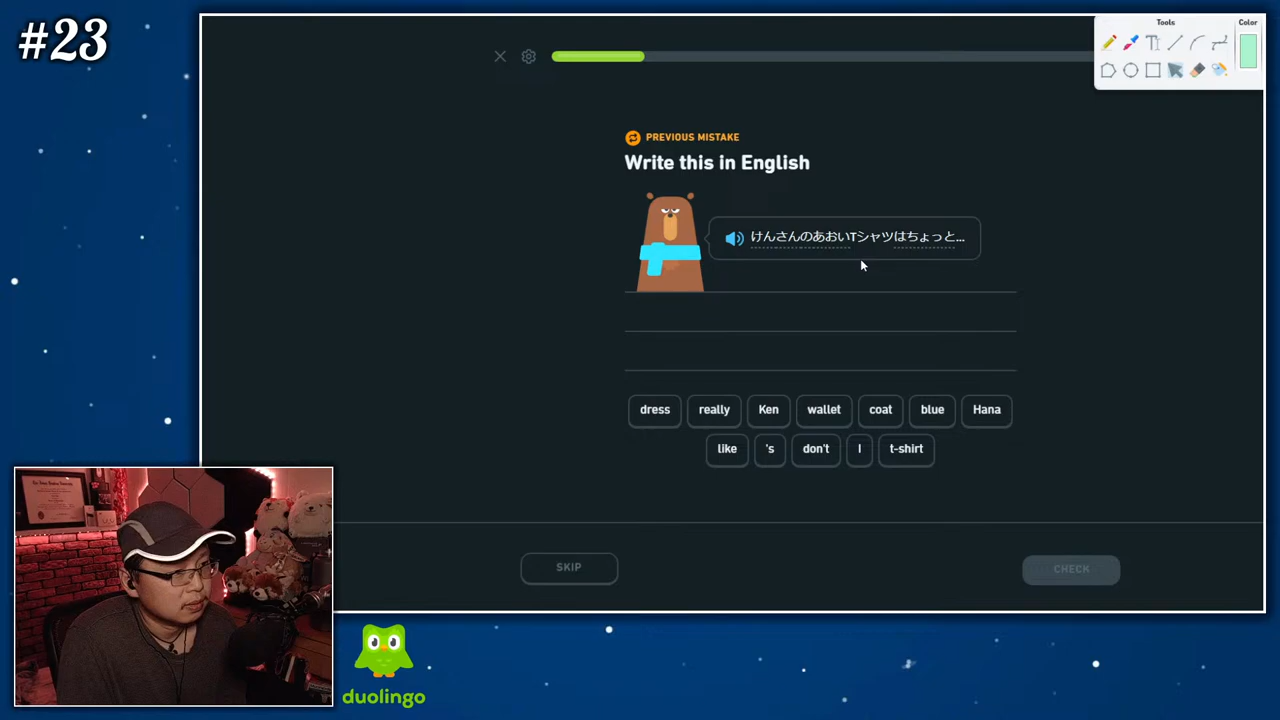 #23
Tools
Color
PREVIOUS MISTAKE
Write this in English
けんさんのあおいTシャツはちょっと...
dress really Ken wallet coat blue Hana
like 's don't I t-shirt
SKIP
CHECK
duolingo